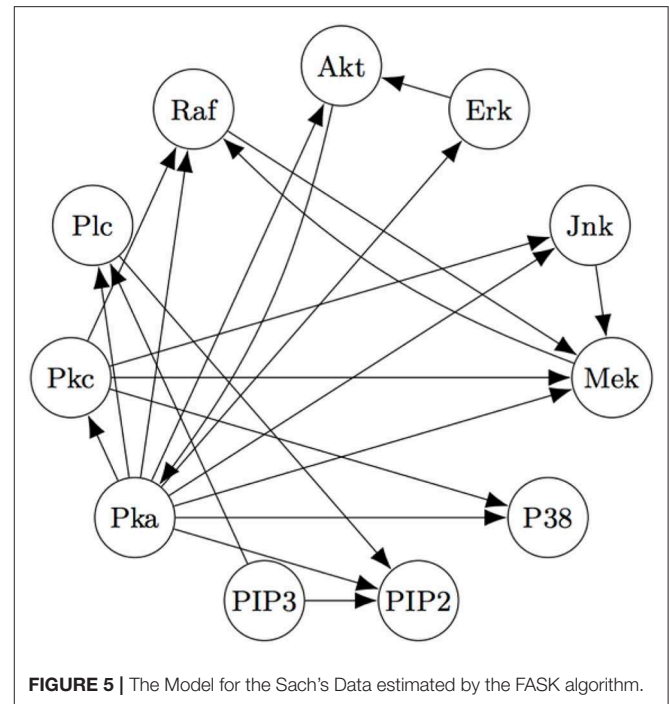 Akt
Raf
Erk
Plc
Jnk
Pkc
Mek
Pka
P38
PIP3
PIP2
FIGURE 5 | The Model for the Sach's Data estimated by the FASK algorithm.